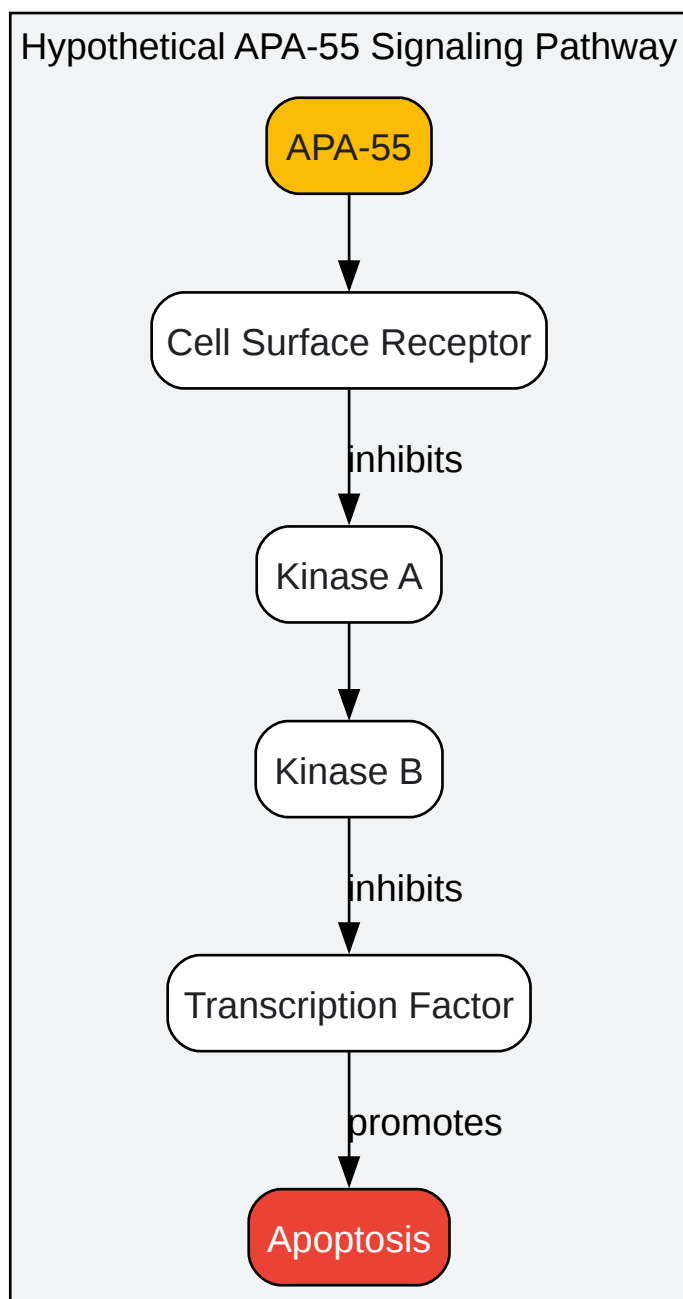 Hypothetical APA-55 Signaling Pathway
APA-55
Cell Surface Receptor
inhibits
Kinase A
Kinase B
inhibits
Transcription Factor
promotes
Apoptosis